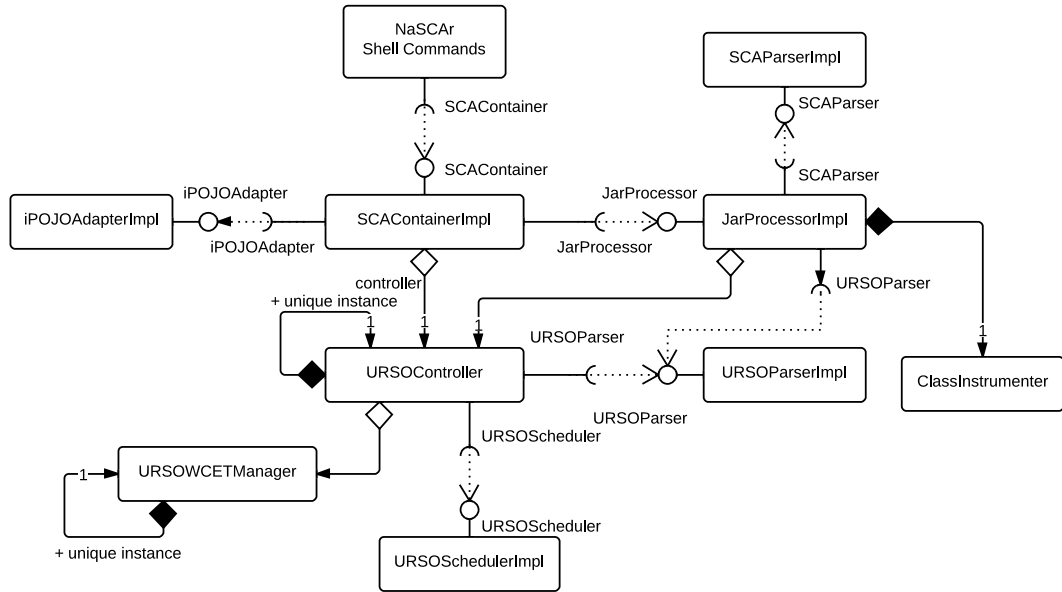 NaSCAr
Shell Commands
SCAParserImpl
SCAContainer
SCAParser
SCAContainer
SCAParser
iPOJOAdapter
JarProcessor
iPOJOAdapterImpl
SCAContainerImpl
JarProcessorImpl
iPOJOAdapter
JarProcessor
controller
URSOParser
+ unique instance
1
1
1
1
URSOParser
URSOController
URSOParserImpl
ClassInstrumenter
URSOParser
URSOScheduler
URSOWCETManager
1
URSOScheduler
+ unique instance
URSOSchedulerImpl